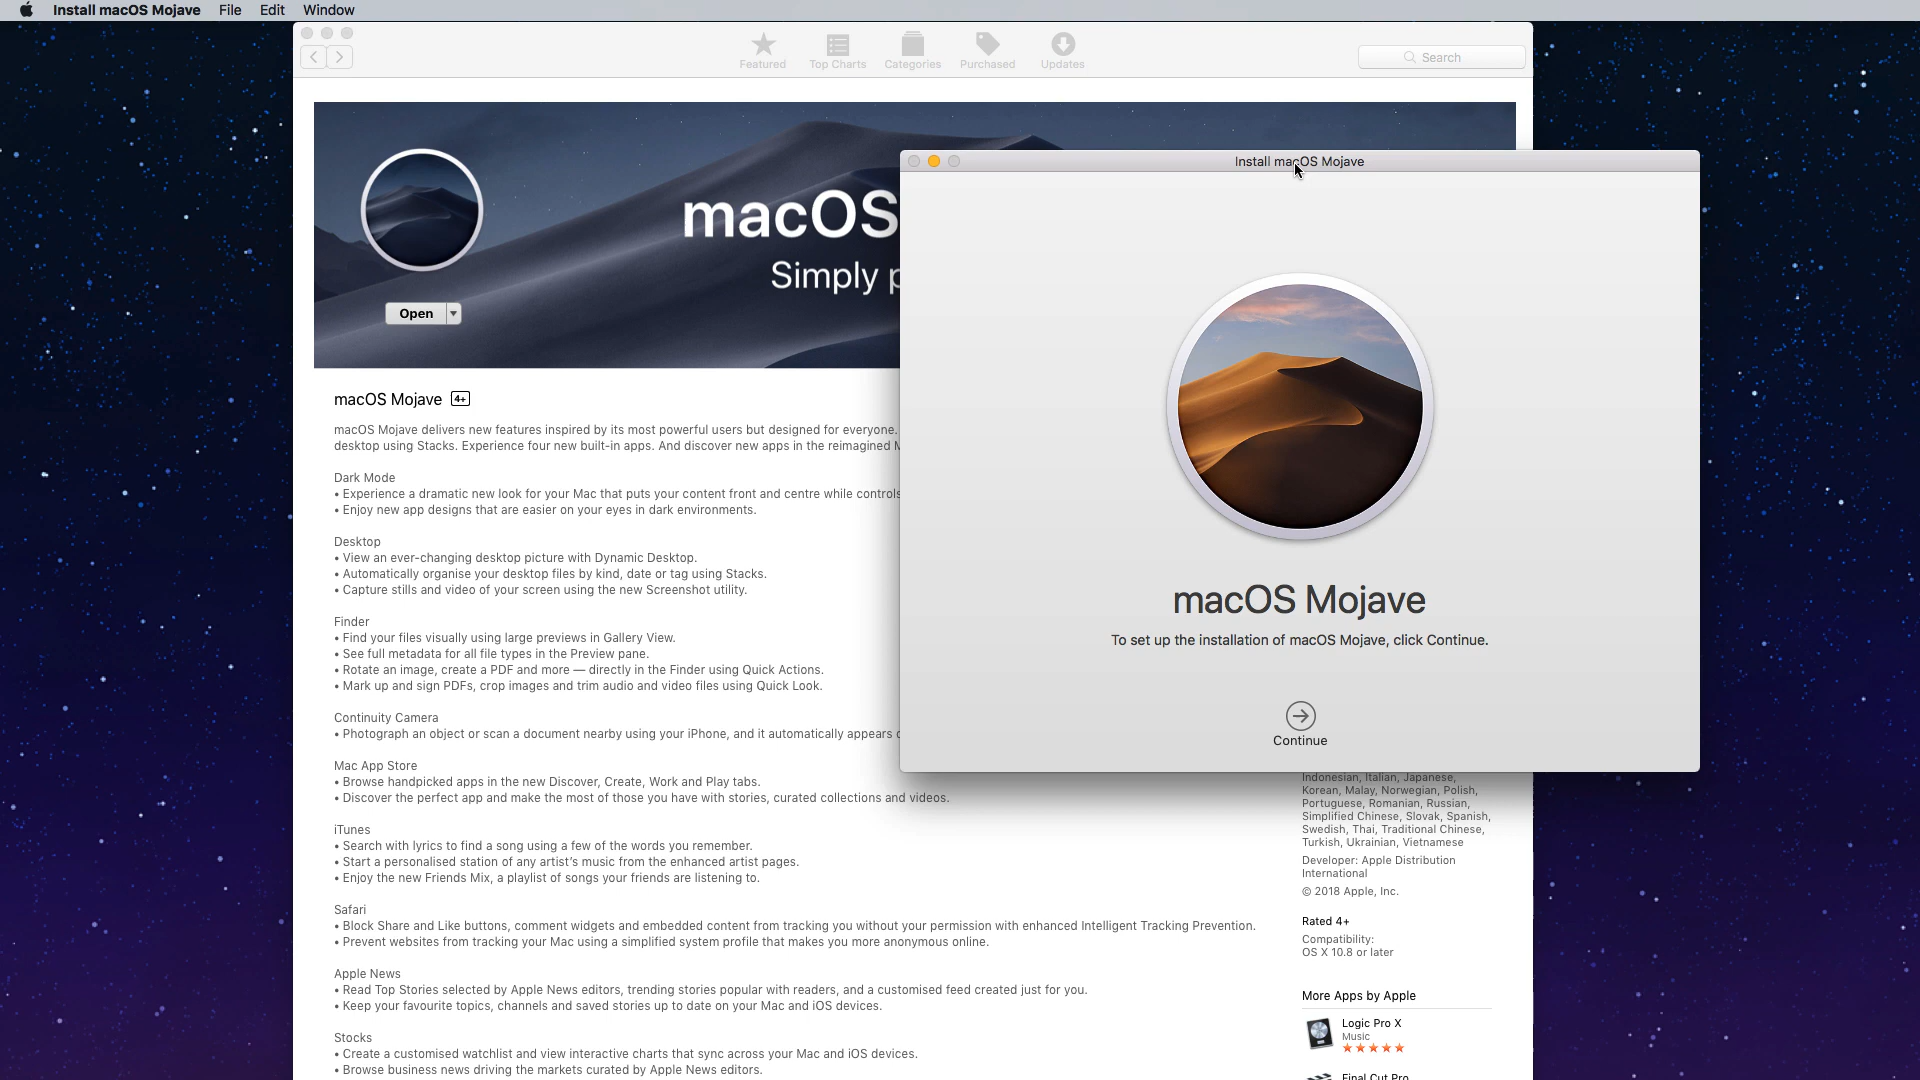 Install macOS Mojave File Edit Window
Featured Top Charts Categories Purchased Updates
Search
macOS
Simply
Open
macOS Mojave 4+
macOS Mojave delivers new features inspired by its most powerful users but designed for everyone.
desktop using Stacks. Experience four new built-in apps. And discover new apps in the reimagined
Dark Mode
• Experience a dramatic new look for your Mac that puts your content front and centre while controls
• Enjoy new app designs that are easier on your eyes in dark environments.
Desktop
• View an ever-changing desktop picture with Dynamic Desktop.
• Automatically organise your desktop files by kind, date or tag using Stacks.
• Capture stills and video of your screen using the new Screenshot utility.
Finder
• Find your files visually using large previews in Gallery View.
• See full metadata for all file types in the Preview pane.
• Rotate an image, create a PDF and more — directly in the Finder using Quick Actions.
• Mark up and sign PDFs, crop images and trim audio and video files using Quick Look.
Continuity Camera
• Photograph an object or scan a document nearby using your iPhone, and it automatically appears
Mac App Store
• Browse handpicked apps in the new Discover, Create, Work and Play tabs.
• Discover the perfect app and make the most of those you have with stories, curated collections and videos.
iTunes
• Search with lyrics to find a song using a few of the words you remember.
• Start a personalised station of any artist's music from the enhanced artist pages.
• Enjoy the new Friends Mix, a playlist of songs your friends are listening to.
Safari
• Block Share and Like buttons, comment widgets and embedded content from tracking you without your permission with enhanced Intelligent Tracking Prevention.
• Prevent websites from tracking your Mac using a simplified system profile that makes you more anonymous online.
Apple News
• Read Top Stories selected by Apple News editors, trending stories popular with readers, and a customised feed created just for you.
• Keep your favourite topics, channels and saved stories up to date on your Mac and iOS devices.
Stocks
• Create a customised watchlist and view interactive charts that sync across your Mac and iOS devices.
• Browse business news driving the markets curated by Apple News editors.
Install macOS Mojave
macOS Mojave
To set up the installation of macOS Mojave, click Continue.
Continue
Indonesian, Italian, Japanese,
Korean, Malay, Norwegian, Polish,
Portuguese, Romanian, Russian,
Simplified Chinese, Slovak, Spanish,
Swedish, Thai, Traditional Chinese,
Turkish, Ukrainian, Vietnamese
Developer: Apple Distribution
International
© 2018 Apple, Inc.
Rated 4+
Compatibility:
OS X 10.8 or later
More Apps by Apple
Logic Pro X
Music
Final Cut Pro